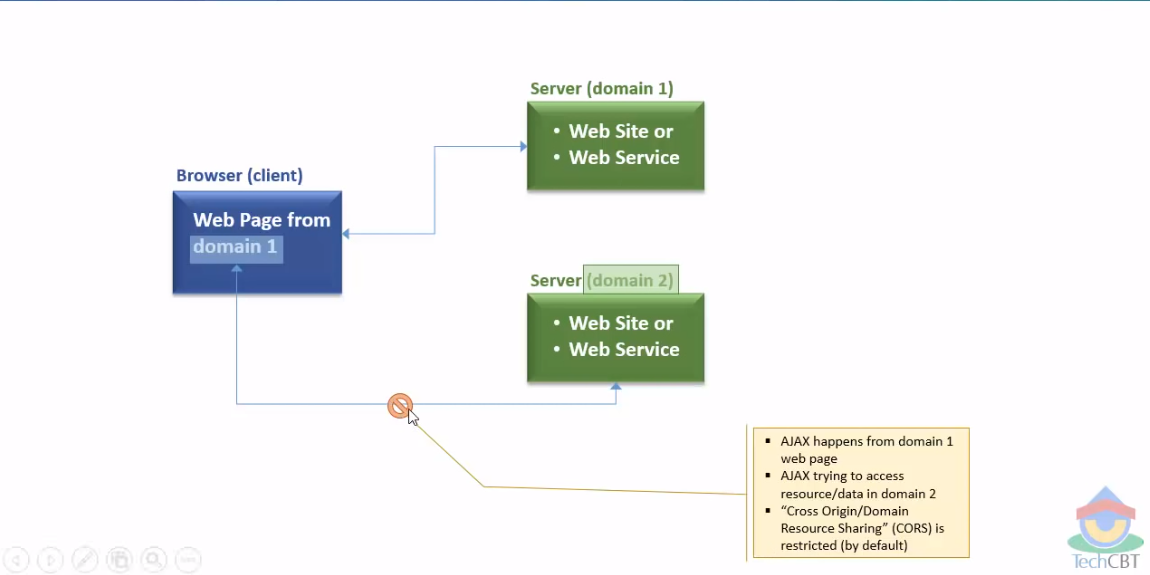 Server (domain 1)
• Web Site or
• Web Service
Browser (client)
Web Page from
domain 1
Server (domain 2)
• Web Site or
• Web Service
▪ AJAX happens from domain 1
web page
▪ AJAX trying to access
resource/data in domain 2
▪ “Cross Origin/Domain
Resource Sharing” (CORS) is
restricted (by default)
TechCBT